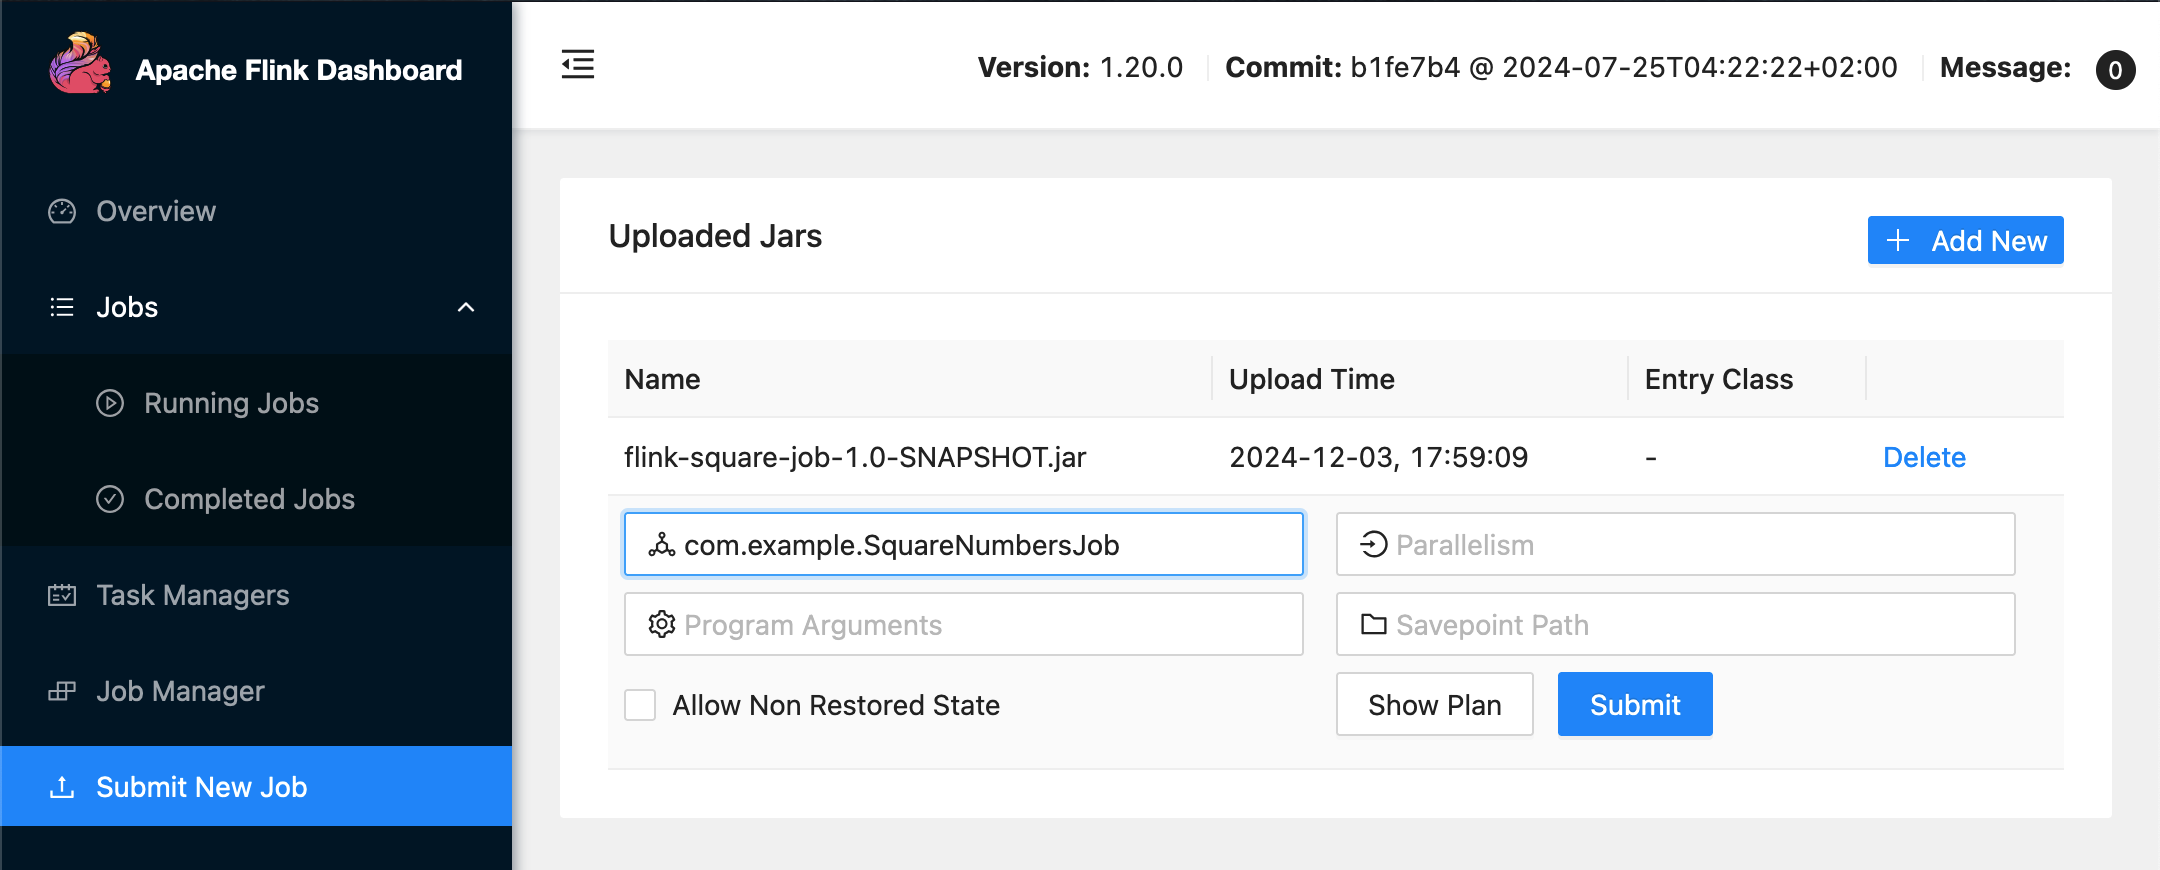 Apache Flink Dashboard
Version: 1.20.0 Commit: b1fe7b4 @ 2024-07-25T04:22:22+02:00 Message: 0
Overview
Jobs
Running Jobs
Completed Jobs
Task Managers
Job Manager
Submit New Job
Uploaded Jars
Add New
Name Upload Time Entry Class
flink-square-job-1.0-SNAPSHOT.jar 2024-12-03, 17:59:09 - Delete
com.example.SquareNumbersJob Parallelism
Program Arguments Savepoint Path
Allow Non Restored State Show Plan Submit